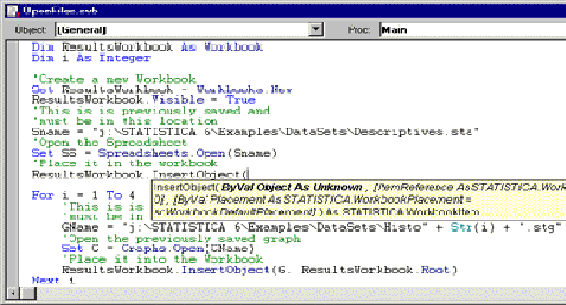 OpenFiles.svb
Object: (General) Proc: Main
Dim ResultsWorkbook As Workbook
Dim i As Integer
'Create a new Workbook
Set ResultsWorkbook = Workbooks.New
ResultsWorkbook.Visible = True
'This is is previously saved and
'must be in this location
Sname = "j:\STATISTICA 6\Examples\DataSets\Descriptives.sta"
'Open the Spreadsheet
Set SS = Spreadsheets.Open(Sname)
'Place it in the workbook
ResultsWorkbook.InsertObject(
InsertObject(ByVal Object As Unknown, [ItemReference As STATISTICA.Work
For i = 1 To 4
0)], [ByVal Placement As STATISTICA.WorkbookPlacement =
'This is is
scWorkbookDefaultPlacement]) As STATISTICA.WorkbookItem
'must be in
GName = "j:\STATISTICA 6\Examples\DataSets\Histo" + Str(i) + ".stg"
'Open the previously saved graph
Set G = Graphs.Open(GName)
'Place it into the Workbook
ResultsWorkbook.InsertObject(G, ResultsWorkbook.Root)
Next i